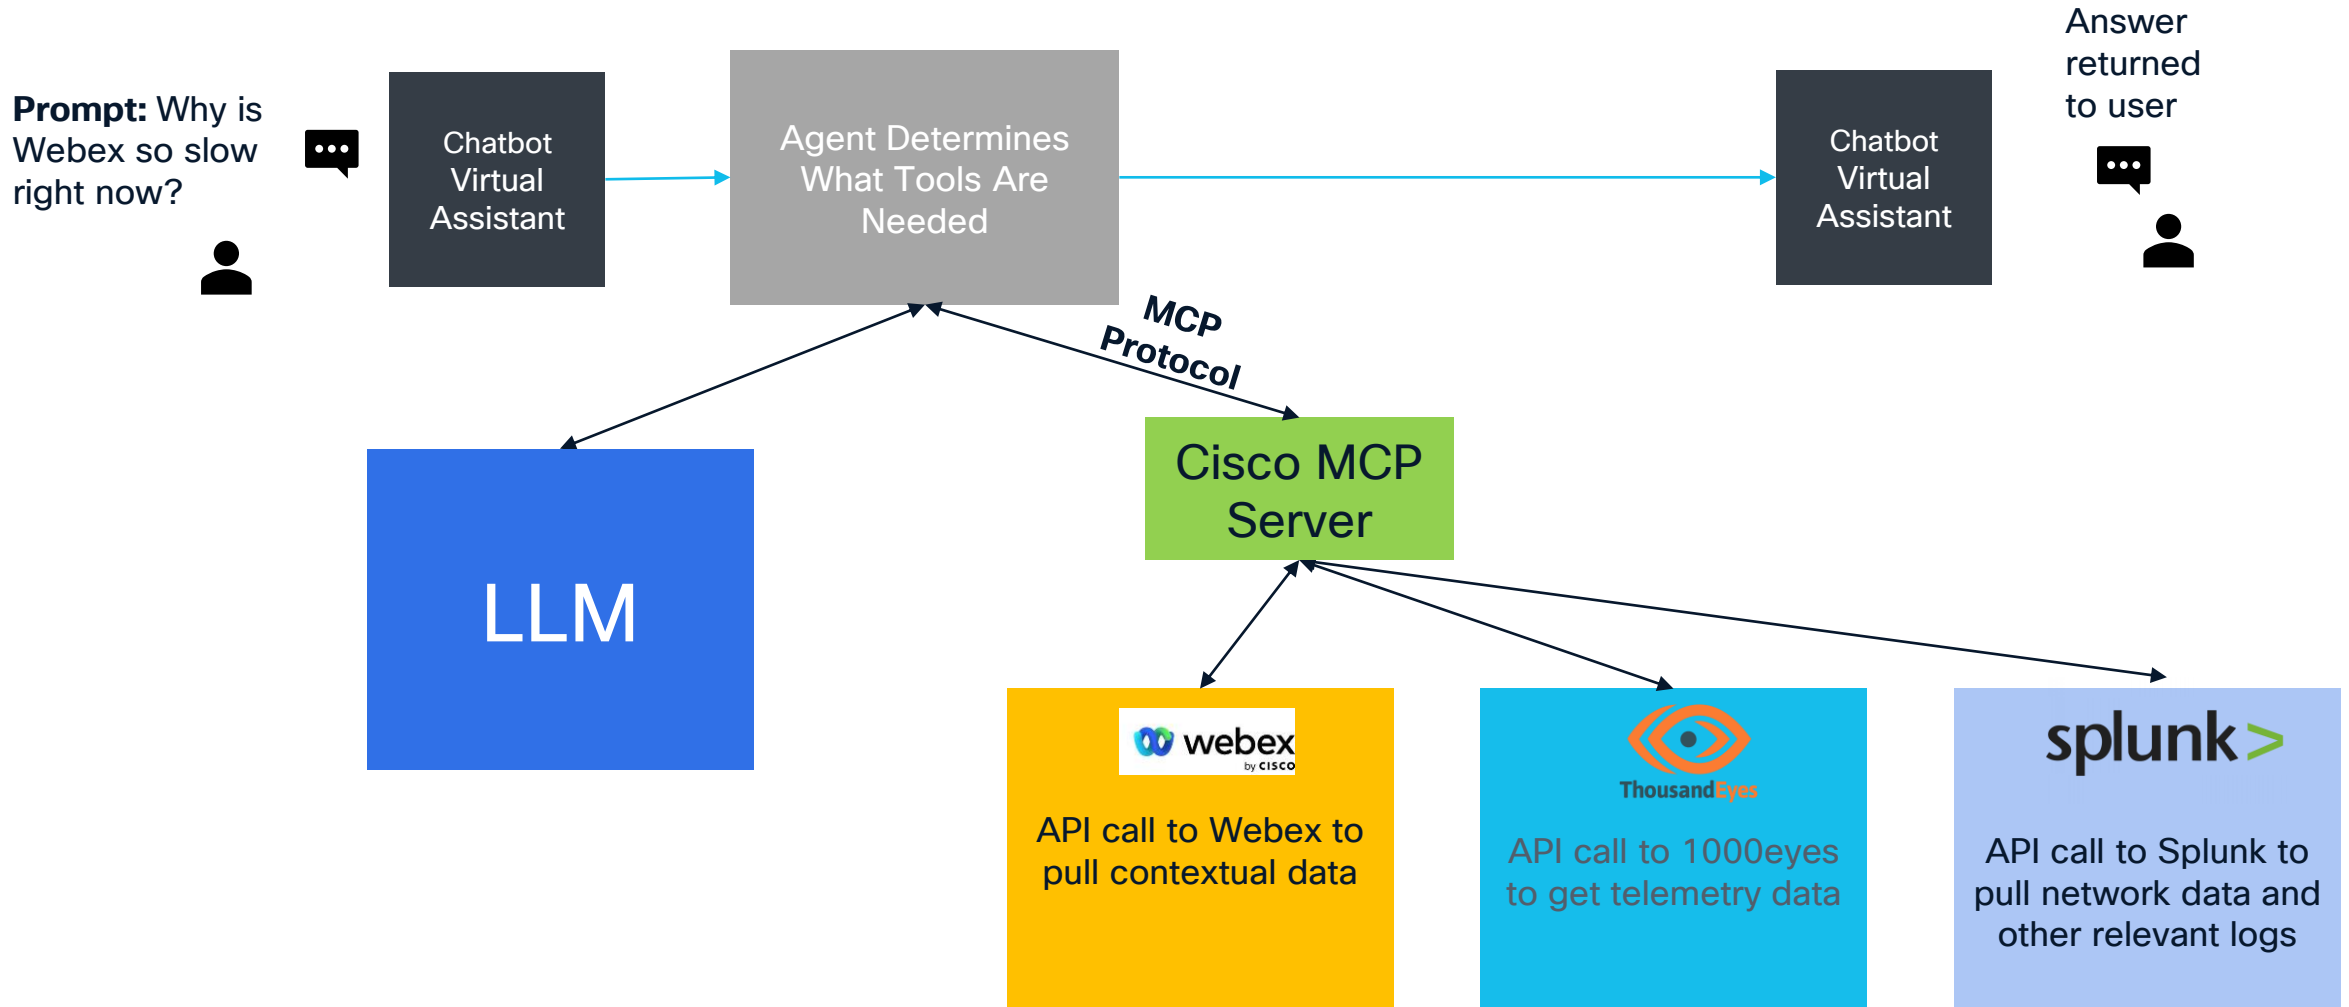 Prompt: Why is
Webex so slow
right now?
Chatbot
Virtual
Assistant
Agent Determines
What Tools Are
Needed
Chatbot
Virtual
Assistant
Answer
returned
to user
MCP
Protocol
Cisco MCP
Server
LLM
webex
by CISCO
API call to Webex to
pull contextual data
ThousandEyes
API call to 1000eyes
to get telemetry data
splunk>
API call to Splunk to
pull network data and
other relevant logs